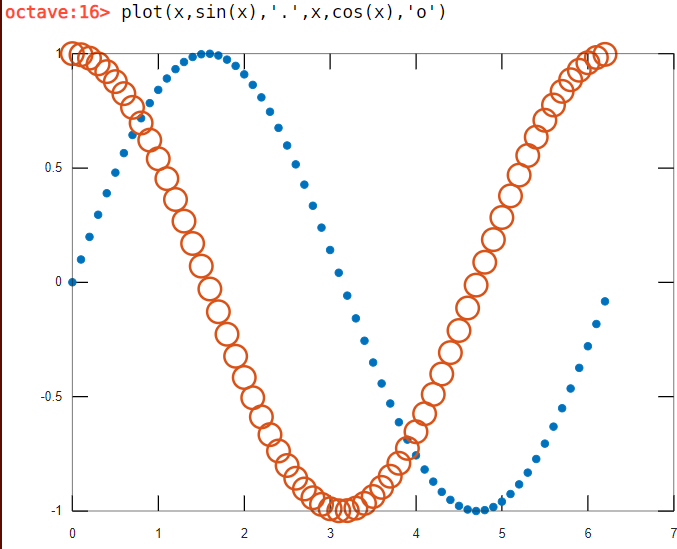 octave:16> plot(x,sin(x),'.',x,cos(x),'o')
1
0.5
0
-0.5
-1
0 1 2 3 4 5 6 7